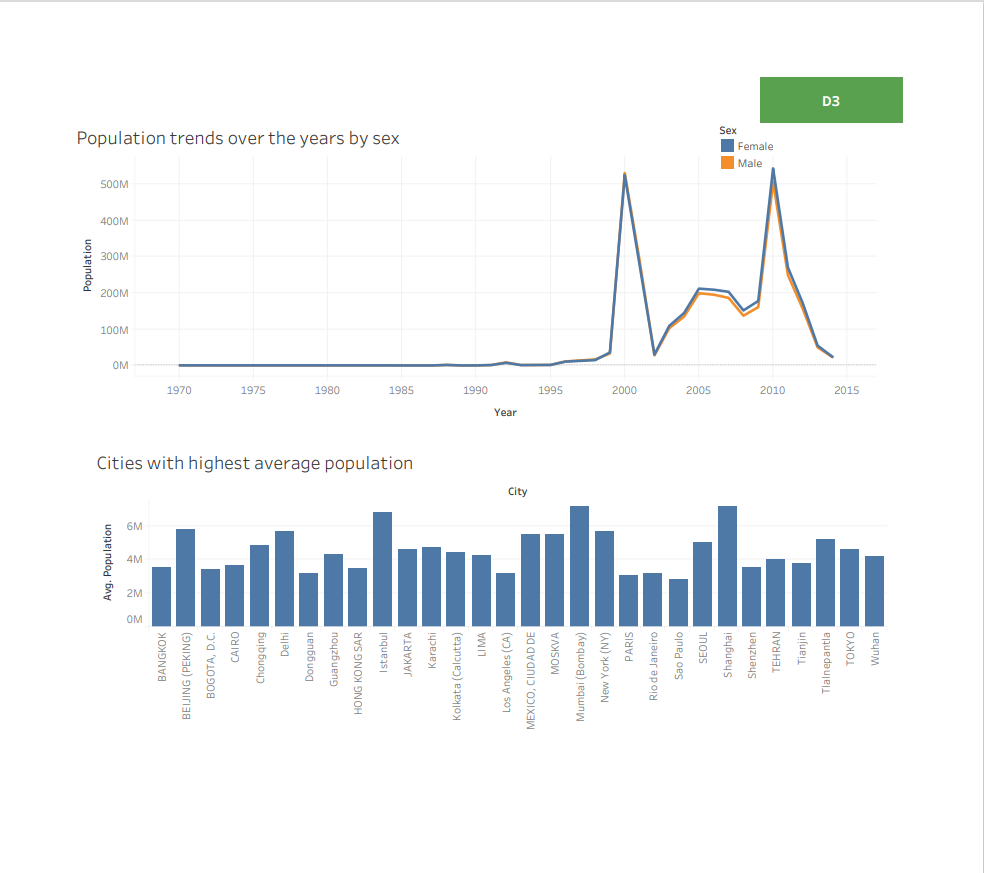 D3
Population trends over the years by sex
Sex
Female
Male
Population
500M
400M
300M
200M
100M
0M
1970 1975 1980 1985 1990 1995 2000 2005 2010 2015
Year
Cities with highest average population
City
Avg. Population
6M
4M
2M
0M
BANGKOK
BEIJING (PEKING)
BOGOTA, D.C.
CAIRO
Chongqing
Delhi
Dongguan
Guangzhou
HONG KONG SAR
Istanbul
JAKARTA
Karachi
Kolkata (Calcutta)
LIMA
Los Angeles (CA)
MEXICO, CIUDAD DE
MOSKVA
Mumbai (Bombay)
New York (NY)
PARIS
Rio de Janeiro
Sao Paulo
SEOUL
Shanghai
Shenzhen
TEHRAN
Tianjin
Tlalnepantla
TOKYO
Wuhan